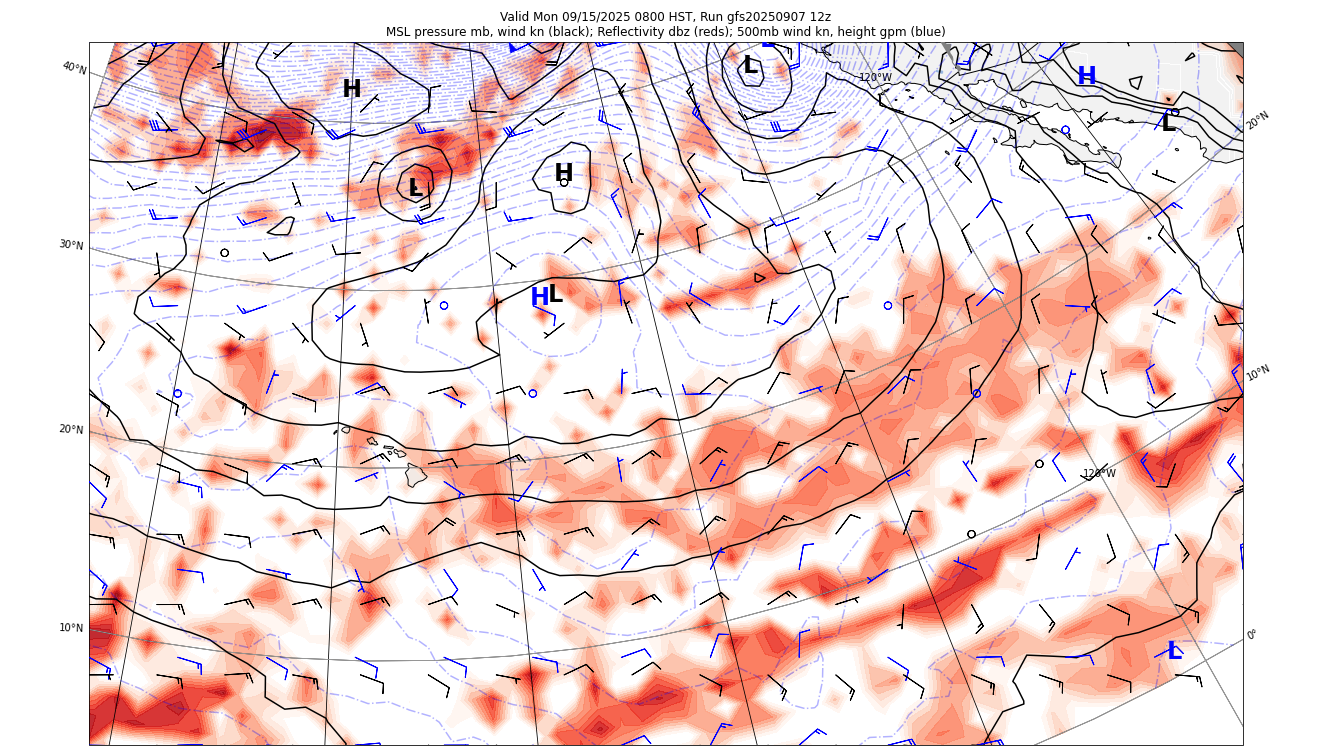 Valid Mon 09/15/2025 0800 HST, Run gfs20250907 12z
MSL pressure mb, wind kn (black); Reflectivity dbz (reds); 500mb wind kn, height gpm (blue)
40°N
H
L
120°W
H
L
20°N
L
H
30°N
H
L
10°N
20°N
120°W
10°N
0°
L